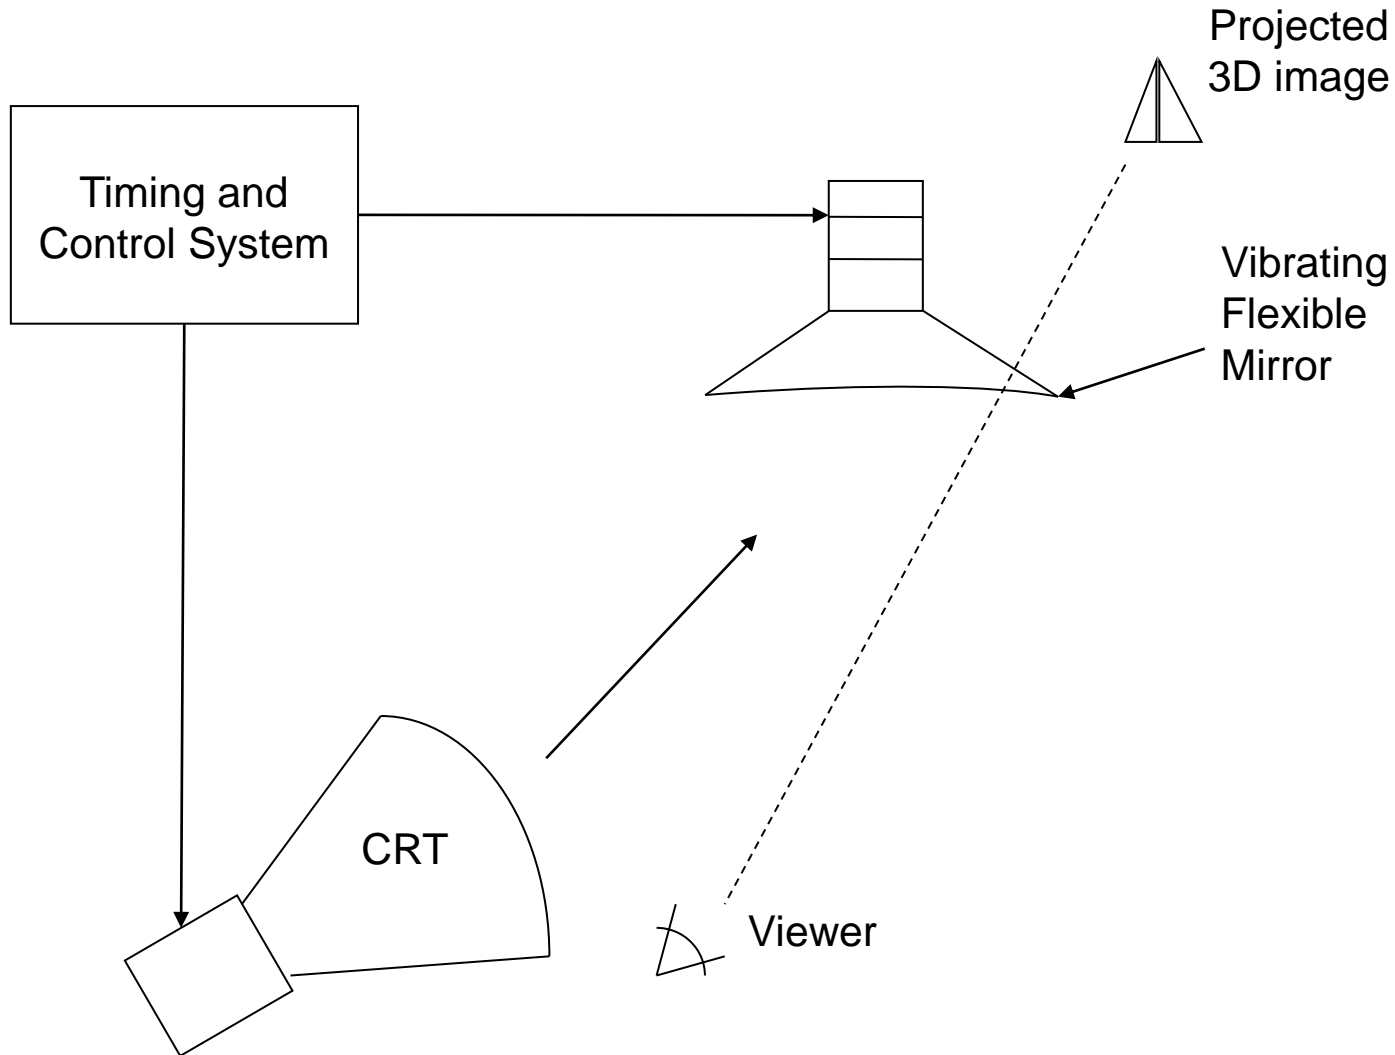 Projected
3D image
Timing and
Control System
Vibrating
Flexible
Mirror
CRT
Viewer